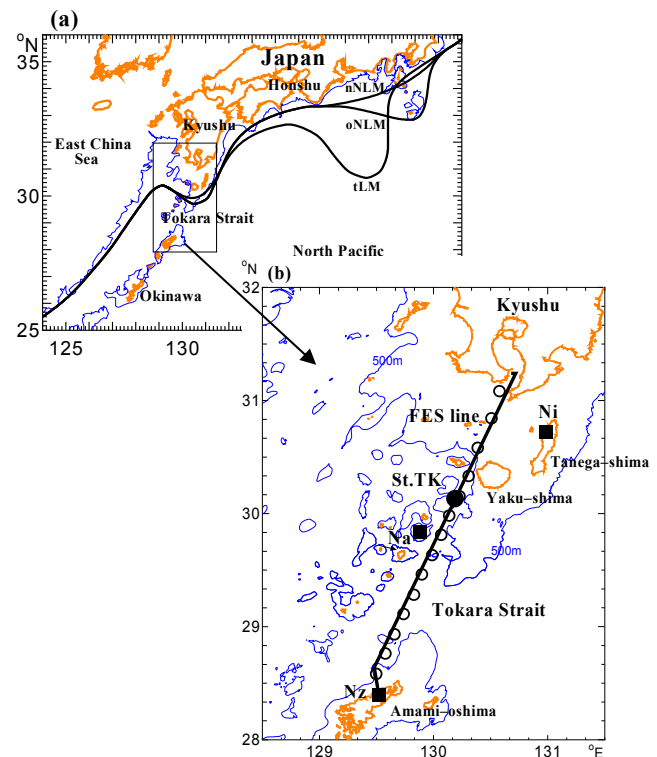 (a)
°N
35
30
25
125
130
Japan
Honshu
nNLM
Kyushu
oNLM
East China
Sea
tLM
Tokara Strait
North Pacific
Okinawa
°N
(b)
32
31
30
29
28
129
130
131
°E
Kyushu
500m
FES line
Ni
Tanega–shima
St.TK
Yaku–shima
Na
500m
Tokara Strait
Nz
Amami–oshima